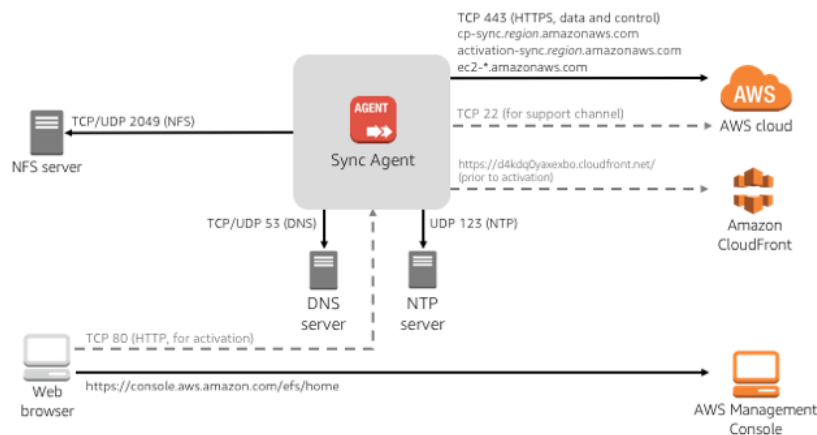 TCP 443 (HTTPS, data and control)
cp-sync.region.amazonaws.com
activation-sync.region.amazonaws.com
ec2-*.amazonaws.com
AWS
AWS cloud
AGENT
Sync Agent
TCP/UDP 2049 (NFS)
NFS server
TCP 22 (for support channel)
https://d4kdq0yaxexbo.cloudfront.net/
(prior to activation)
Amazon
CloudFront
TCP/UDP 53 (DNS)
UDP 123 (NTP)
DNS
server
NTP
server
TCP 80 (HTTP, for activation)
Web
browser
https://console.aws.amazon.com/efs/home
AWS Management
Console